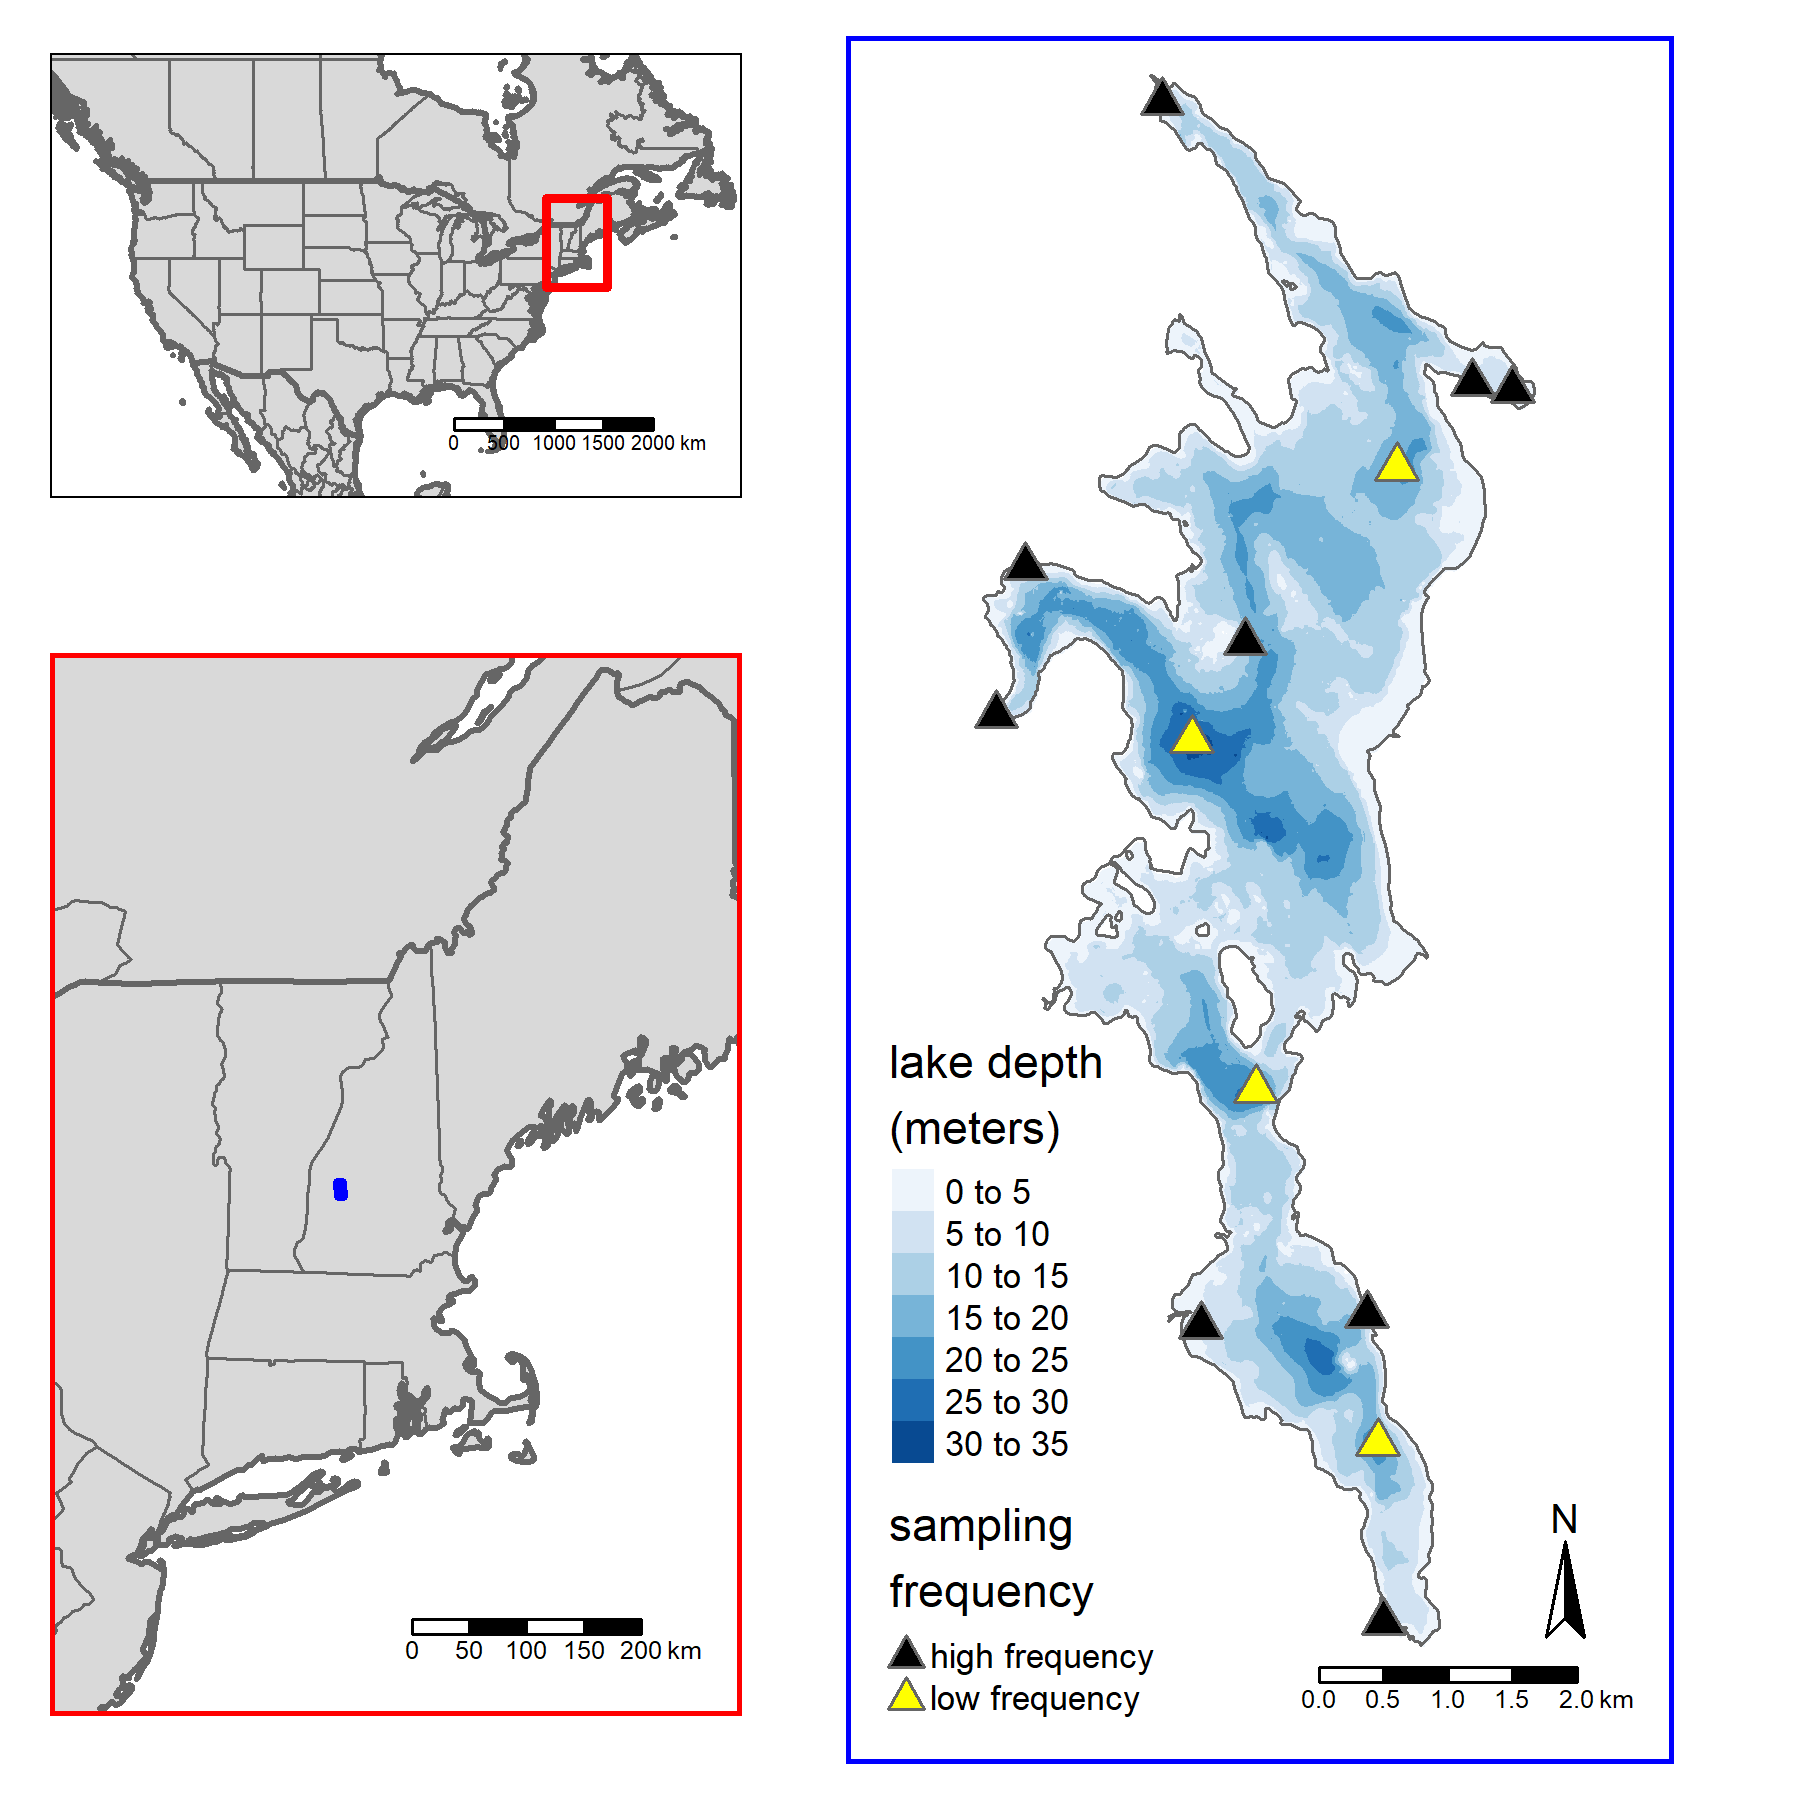 0 500 1000 1500 2000 km
0 50 100 150 200 km
lake depth
(meters)
0 to 5
5 to 10
10 to 15
15 to 20
20 to 25
25 to 30
30 to 35
sampling
frequency
high frequency
low frequency
N
0.0 0.5 1.0 1.5 2.0 km